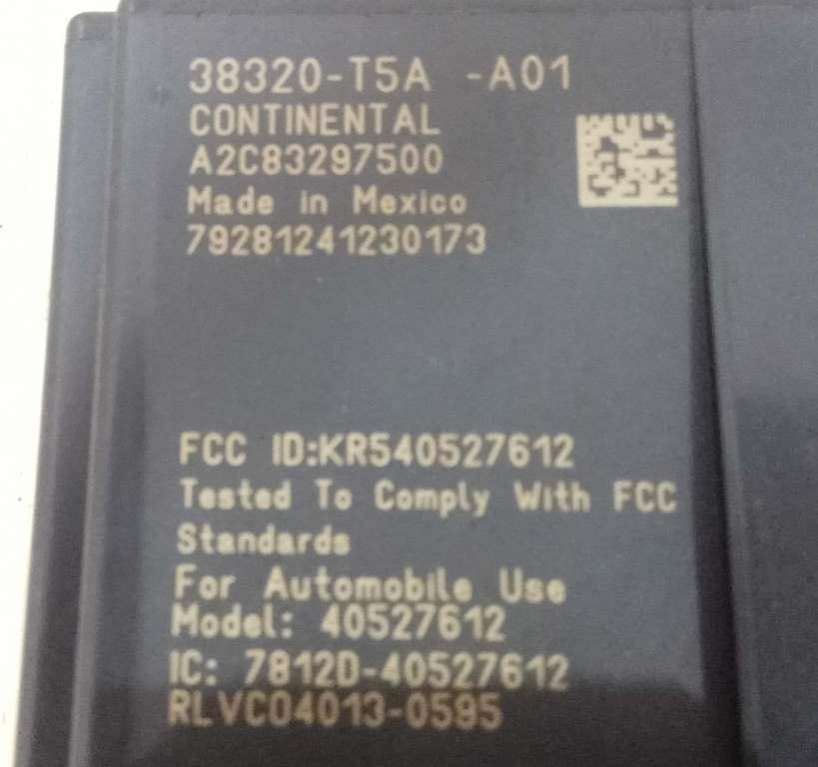 38320-T5A -A01
CONTINENTAL
A2C83297500
Made in Mexico
79281241230173
FCC ID:KR540527612
Tested To Comply With FCC
Standards
For Automobile Use
Model: 40527612
IC: 7812D-40527612
RLVC04013-0595